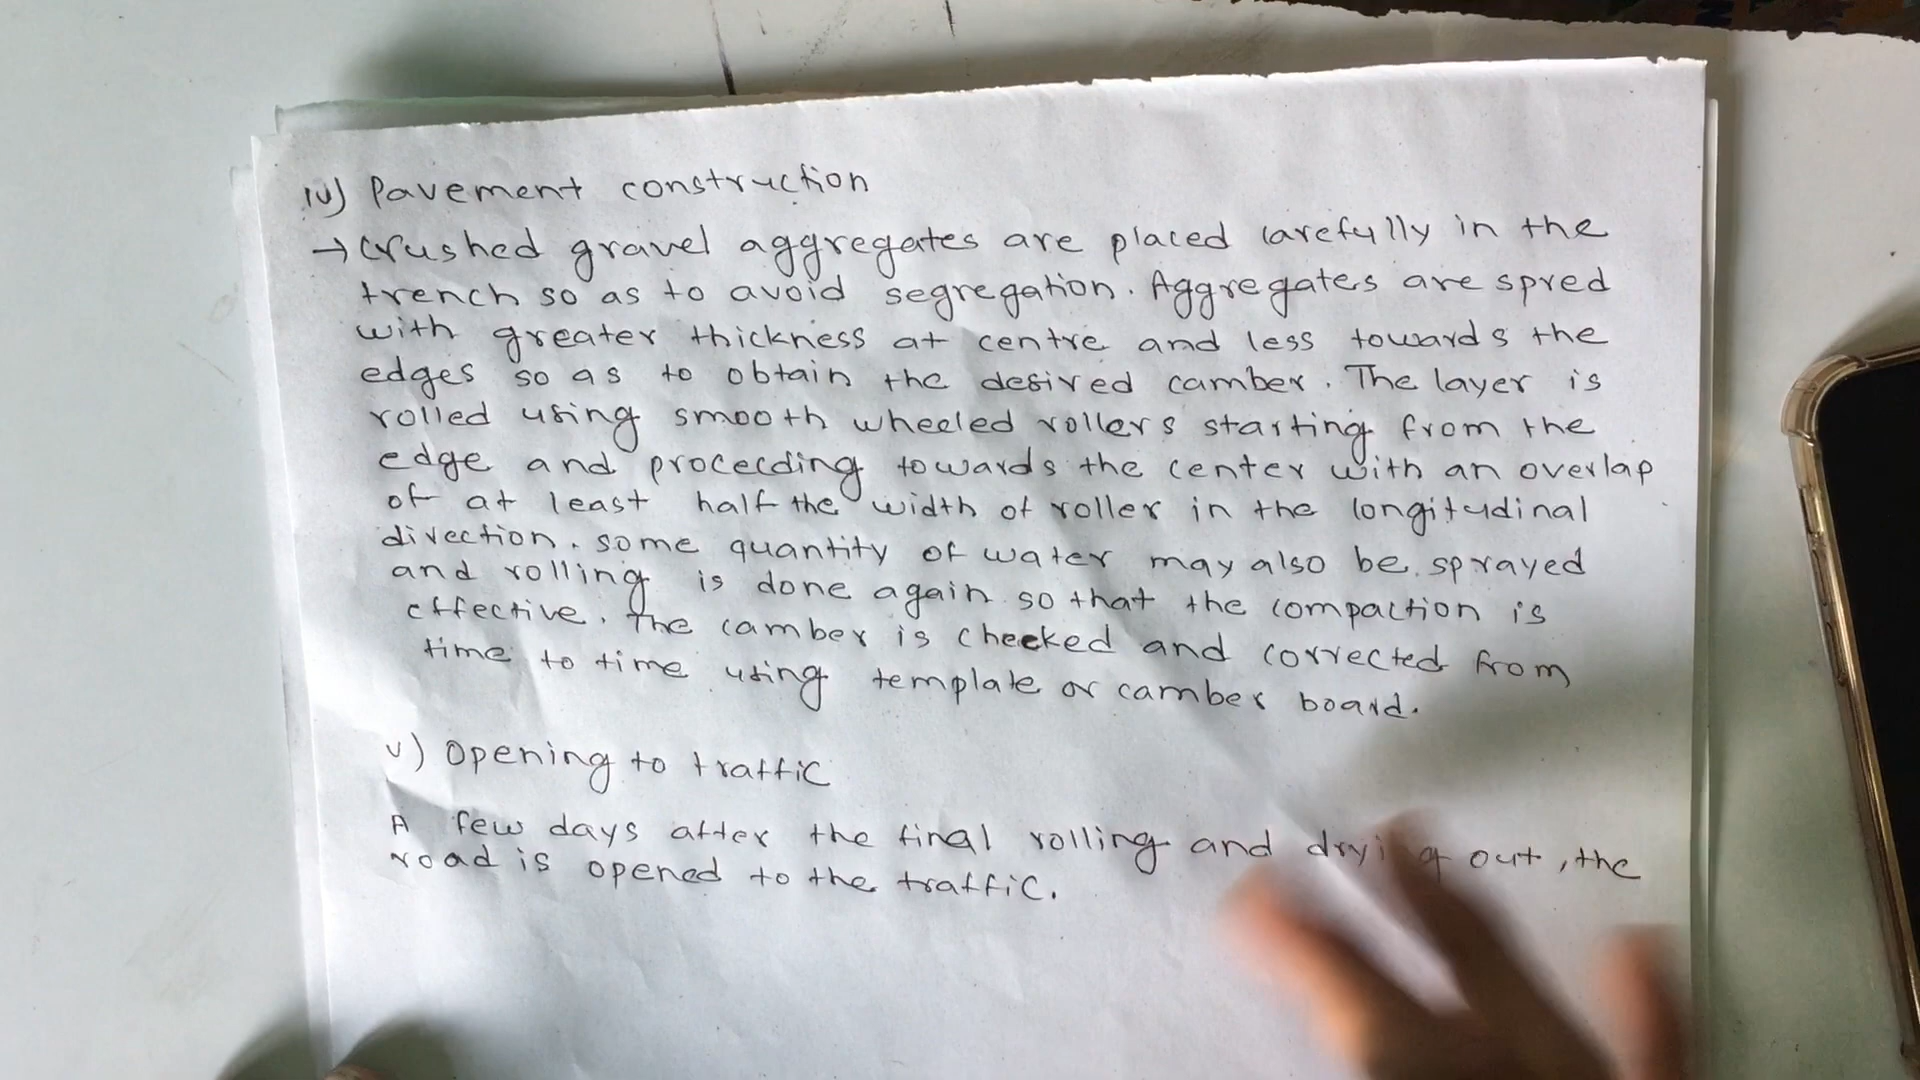 iv) Pavement construction
→ crushed gravel aggregates are placed carefully in the
trench so as to avoid segregation. Aggregates are spred
with greater thickness at centre and less towards the
edges so as to obtain the desired camber. The layer is
rolled using smooth wheeled rollers starting from the
edge and proceeding towards the center with an overlap
of at least half the width of roller in the longitudinal
direction. some quantity of water may also be sprayed
and rolling is done again so that the compaction is
effective. The camber is checked and corrected from
time to time using template or camber board.
v) Opening to traffic
A few days after the final rolling and drying out, the
road is opened to the traffic.